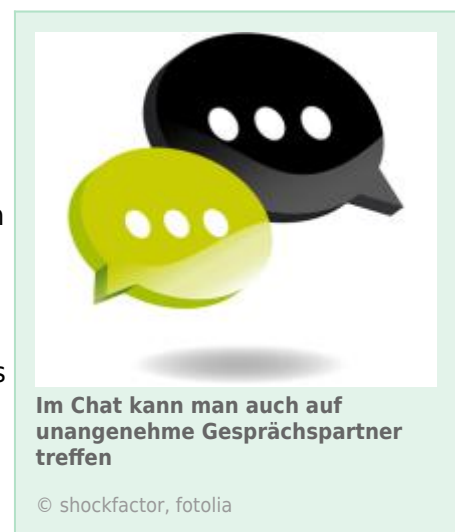 Im Chat kann man auch auf
unangenehme Gesprächspartner
treffen
© shockfactor, fotolia